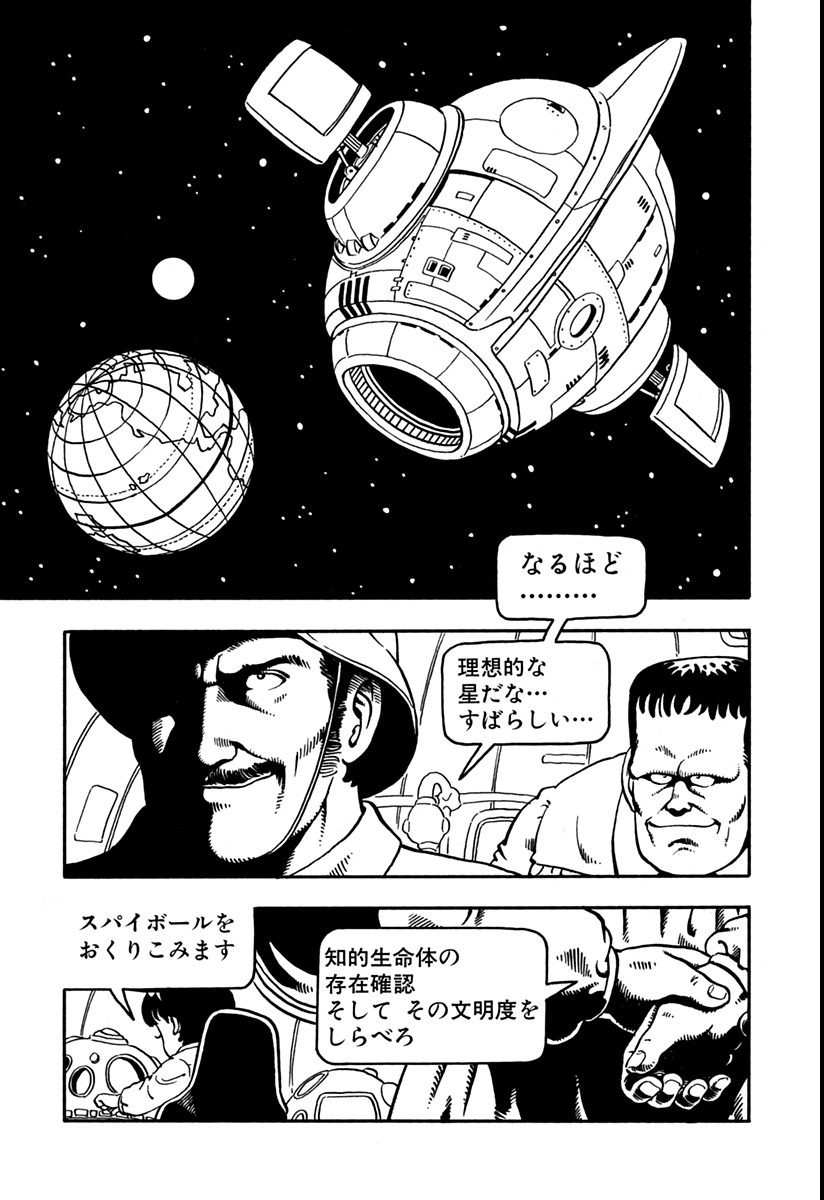 なるほど
………
理想的な
星だな…
すばらしい…
知的生命体の
存在確認
そして その文明度を
しらべろ
スパイボールを
おくりこみます